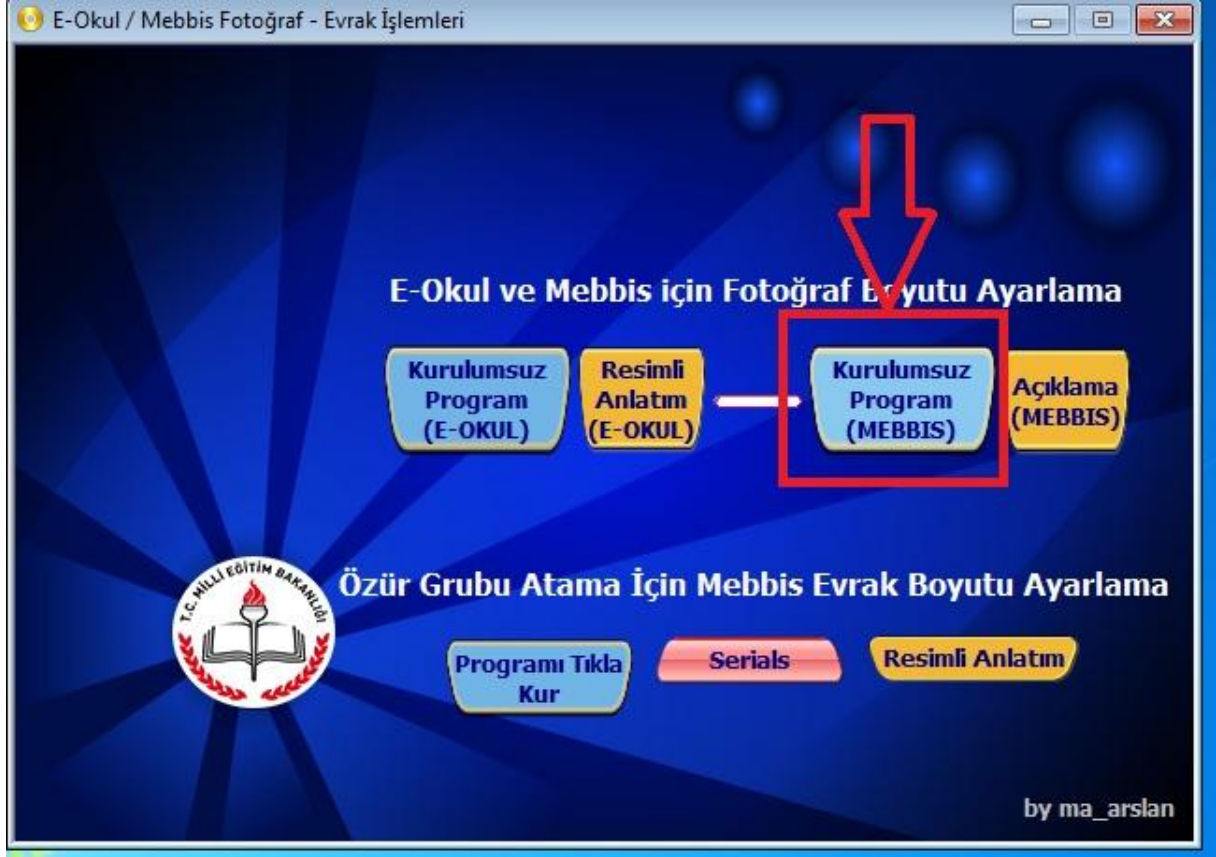 E-Okul / Mebbis Fotoğraf - Evrak İşlemleri
E-Okul ve Mebbis için Fotoğraf Boyutu Ayarlama
Kurulumsuz
Program
(E-OKUL)
Resimli
Anlatım
(E-OKUL)
Kurulumsuz
Program
(MEBBIS)
Açıklama
(MEBBIS)
T.C. MİLLİ EĞİTİM BAKANLIĞI
Özür Grubu Atama İçin Mebbis Evrak Boyutu Ayarlama
Programı Tıkla
Kur
Serials
Resimli Anlatım
by ma_arslan